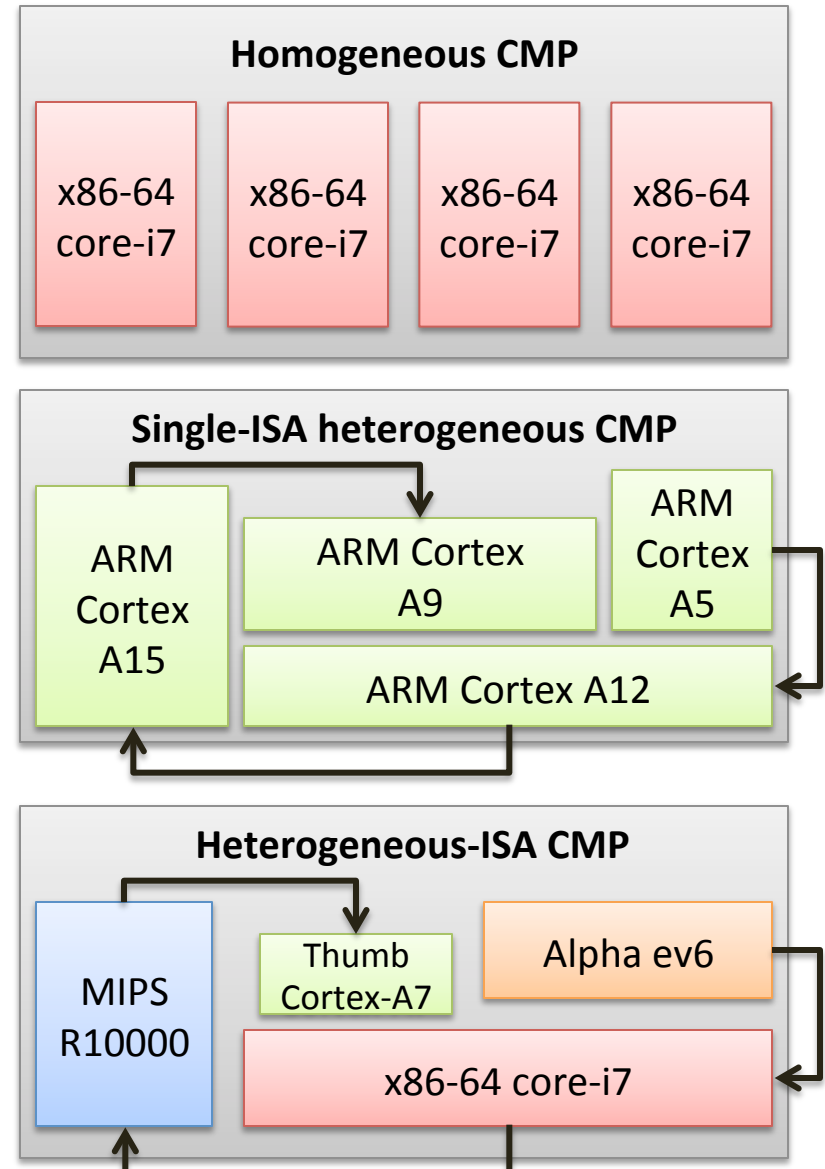 Homogeneous CMP
x86-64
core-i7
x86-64
core-i7
x86-64
core-i7
x86-64
core-i7
Single-ISA heterogeneous CMP
ARM
Cortex
A15
ARM Cortex
A9
ARM
Cortex
A5
ARM Cortex A12
Heterogeneous-ISA CMP
MIPS
R10000
Thumb
Cortex-A7
Alpha ev6
x86-64 core-i7